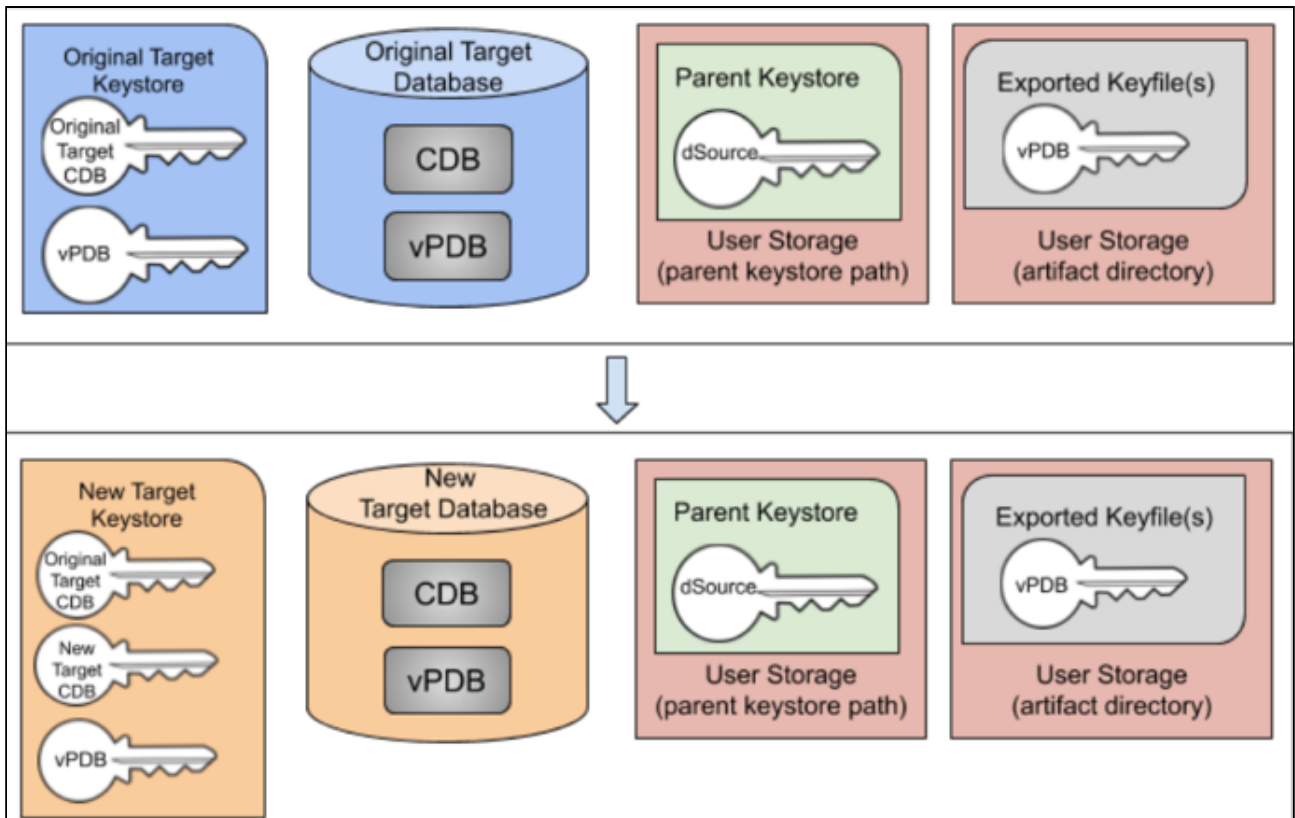 Original Target
Keystore
Original
Target
CDB
vPDB
Original Target
Database
CDB
vPDB
Parent Keystore
dSource
User Storage
(parent keystore path)
Exported Keyfile(s)
vPDB
User Storage
(artifact directory)
New Target
Keystore
Original
Target
CDB
New
Target
CDB
vPDB
New
Target Database
CDB
vPDB
Parent Keystore
dSource
User Storage
(parent keystore path)
Exported Keyfile(s)
vPDB
User Storage
(artifact directory)